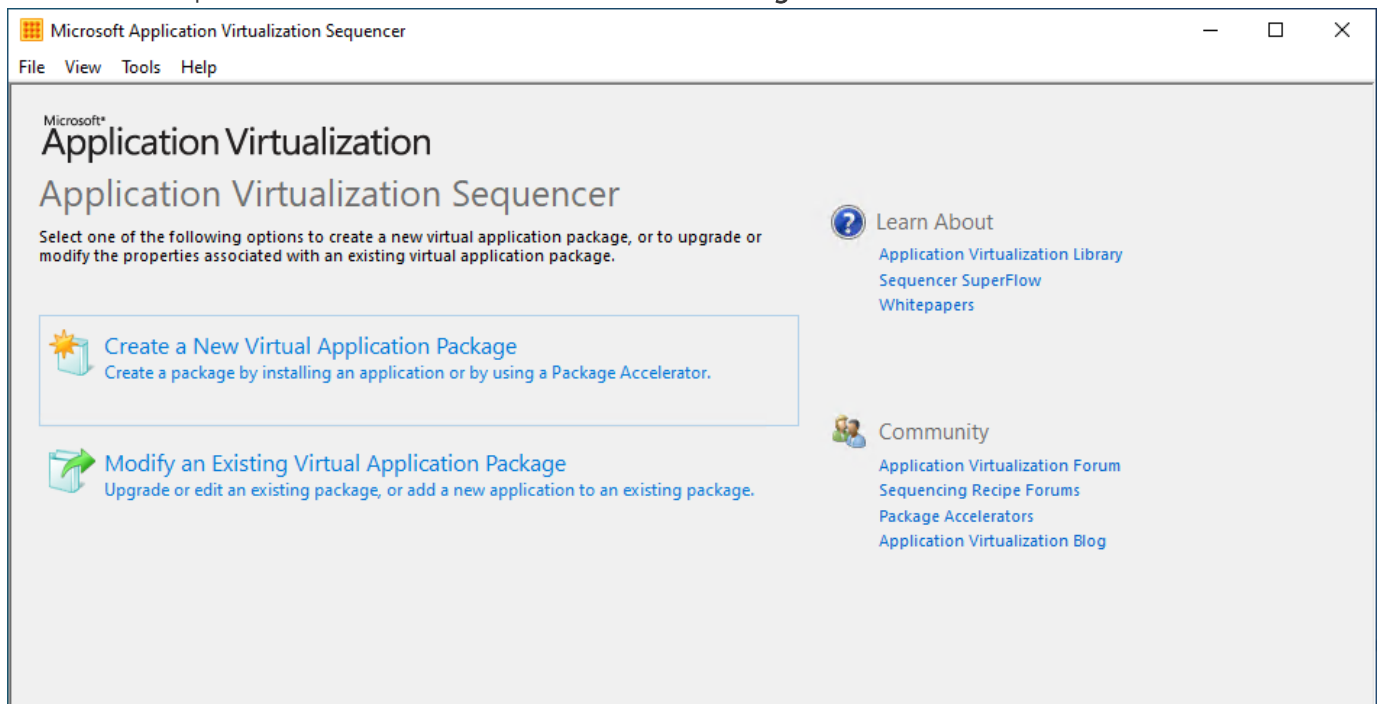 Microsoft Application Virtualization Sequencer
File View Tools Help
Microsoft®
Application Virtualization
Application Virtualization Sequencer
Select one of the following options to create a new virtual application package, or to upgrade or
modify the properties associated with an existing virtual application package.
Create a New Virtual Application Package
Create a package by installing an application or by using a Package Accelerator.
Modify an Existing Virtual Application Package
Upgrade or edit an existing package, or add a new application to an existing package.
Learn About
Application Virtualization Library
Sequencer SuperFlow
Whitepapers
Community
Application Virtualization Forum
Sequencing Recipe Forums
Package Accelerators
Application Virtualization Blog